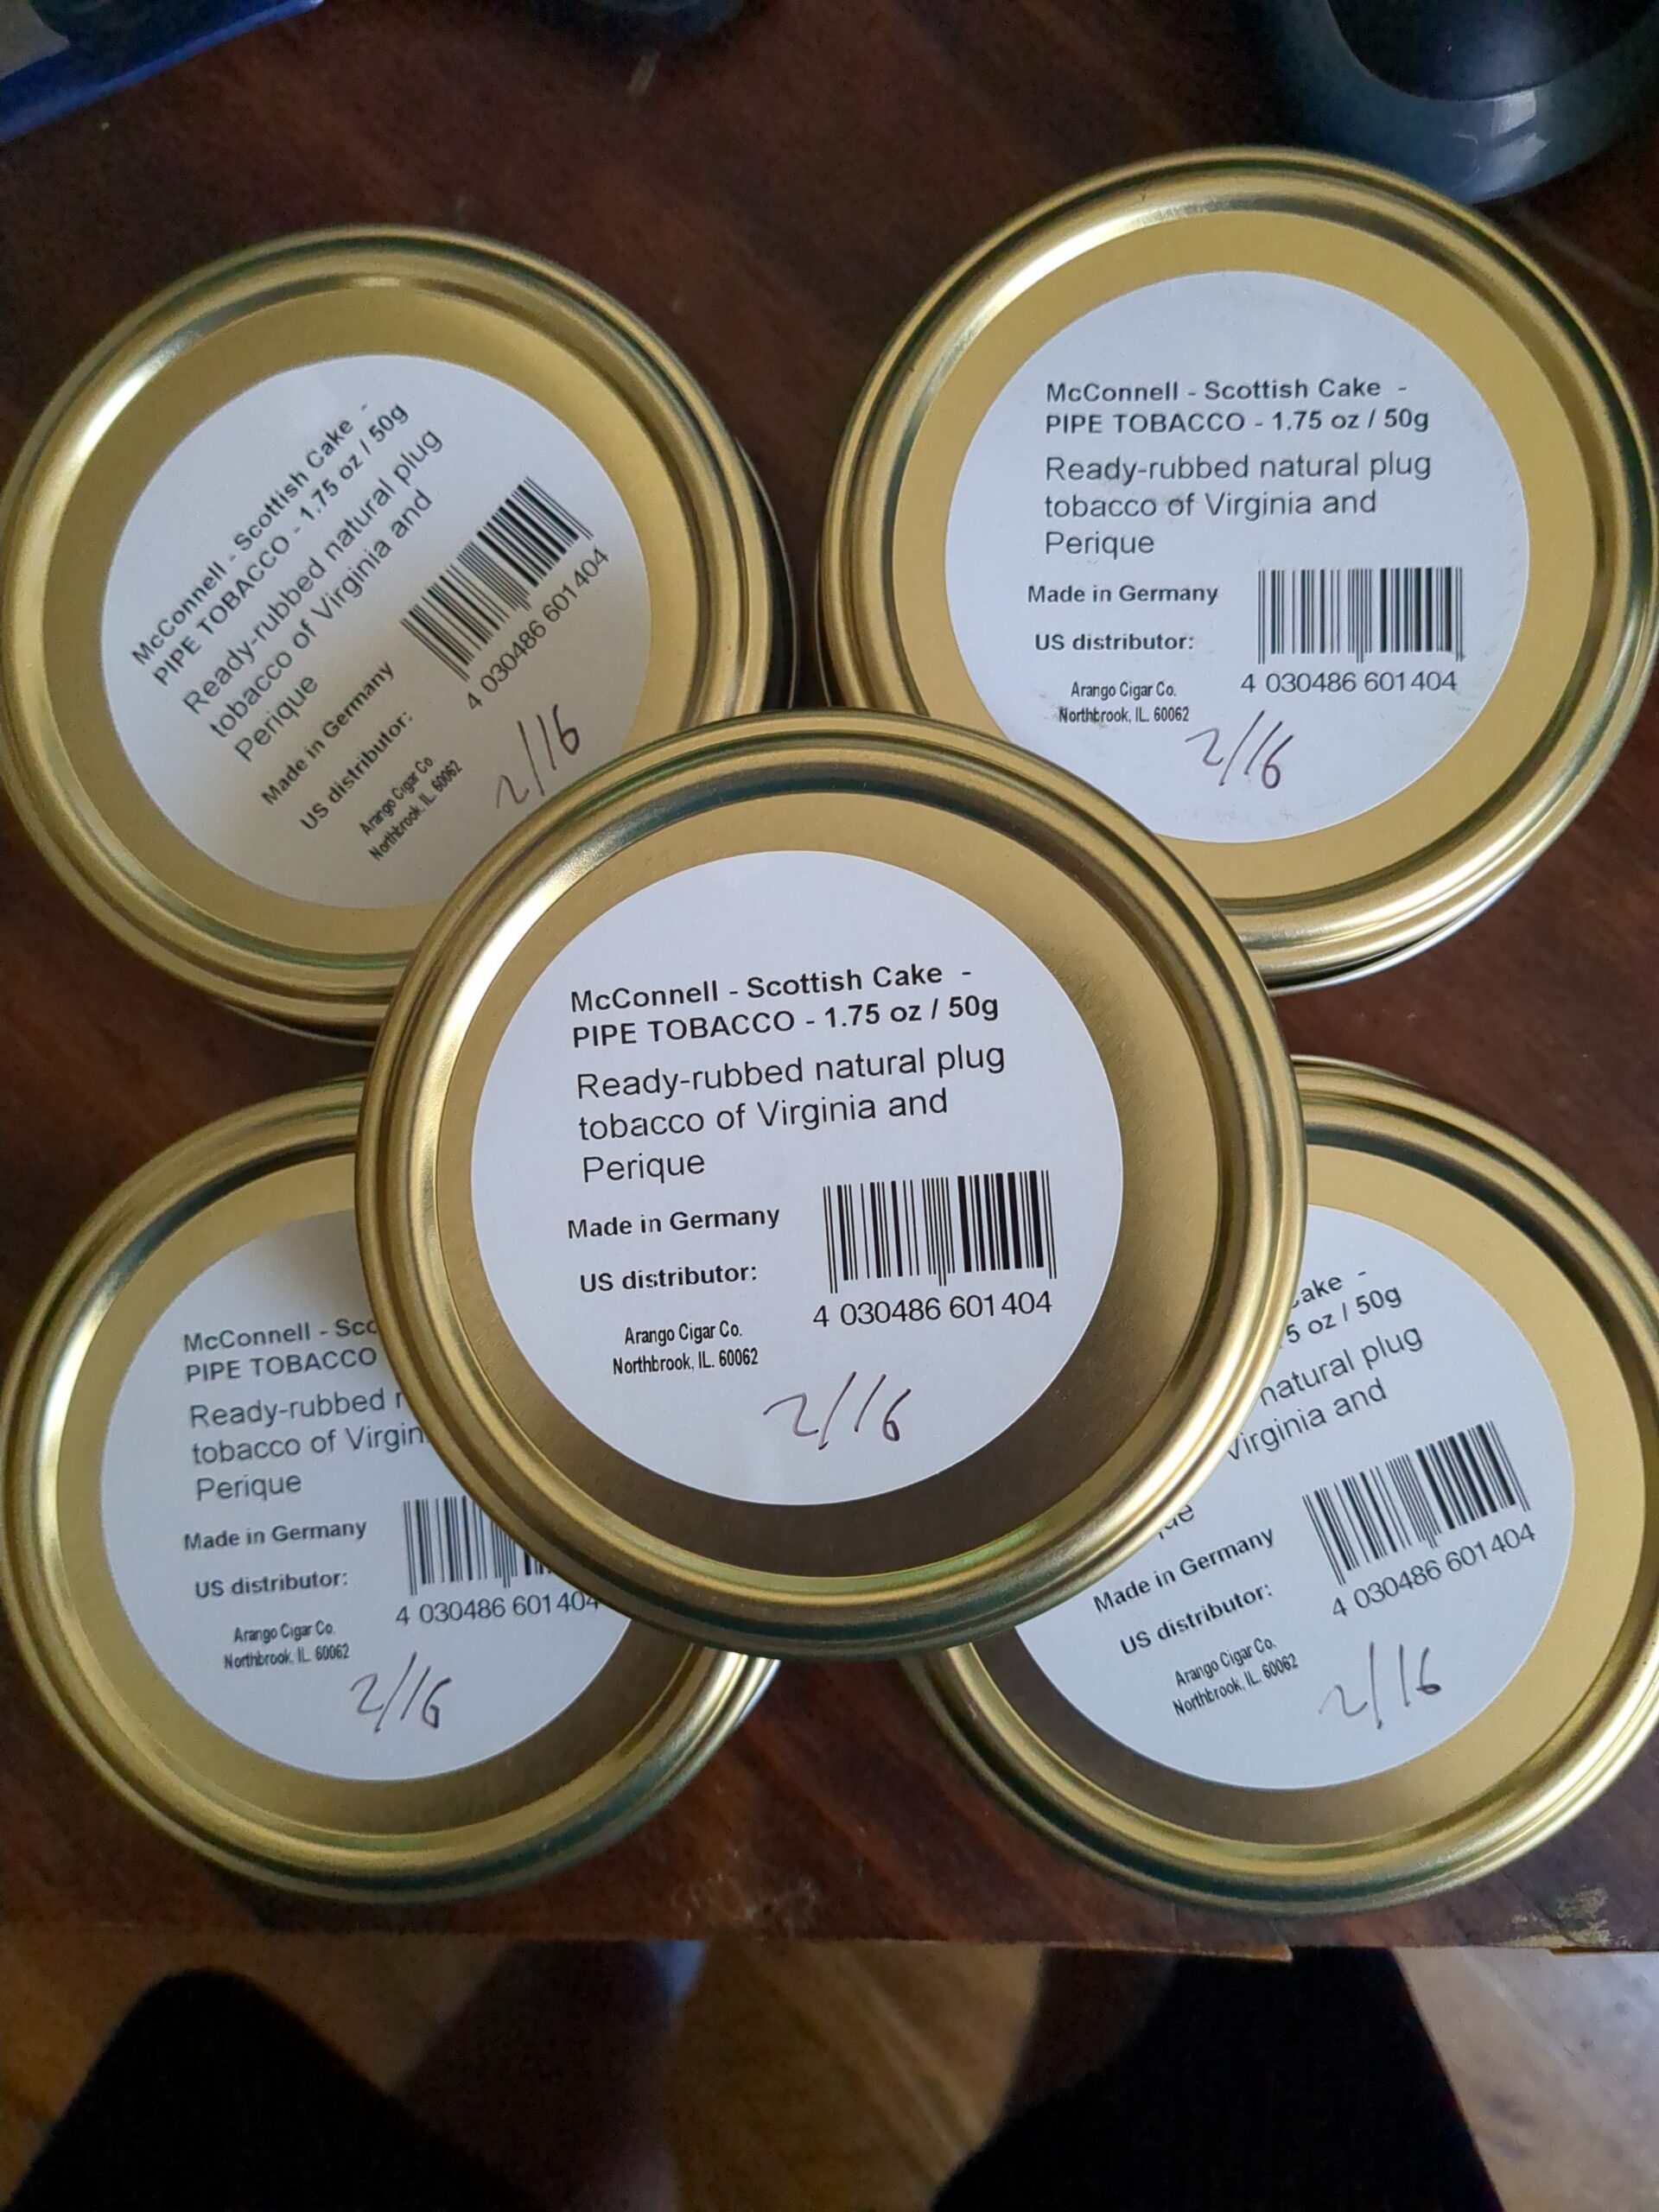 McConnell - Scottish Cake -
PIPE TOBACCO - 1.75 oz / 50g
Ready-rubbed natural plug
tobacco of Virginia and
Perique
Made in Germany
US distributor:
Arango Cigar Co.
Northbrook, IL. 60062
4 030486 601404
2/16
McConnell - Scottish Cake -
PIPE TOBACCO - 1.75 oz / 50g
Ready-rubbed natural plug
tobacco of Virginia and
Perique
Made in Germany
US distributor:
Arango Cigar Co.
Northbrook, IL. 60062
4 030486 601404
2/16
McConnell - Scottish Cake -
PIPE TOBACCO - 1.75 oz / 50g
Ready-rubbed natural plug
tobacco of Virginia and
Perique
Made in Germany
US distributor:
Arango Cigar Co.
Northbrook, IL. 60062
4 030486 601404
2/16
McConnell - Sco
PIPE TOBACCO
Ready-rubbed
tobacco of Virgin
Perique
Made in Germany
US distributor:
Arango Cigar Co.
Northbrook, IL. 60062
4 030486 601404
2/16
ake -
5 oz / 50g
natural plug
Virginia and
que
Made in Germany
US distributor:
Arango Cigar Co.
Northbrook, IL. 60062
4 030486 601404
2/16